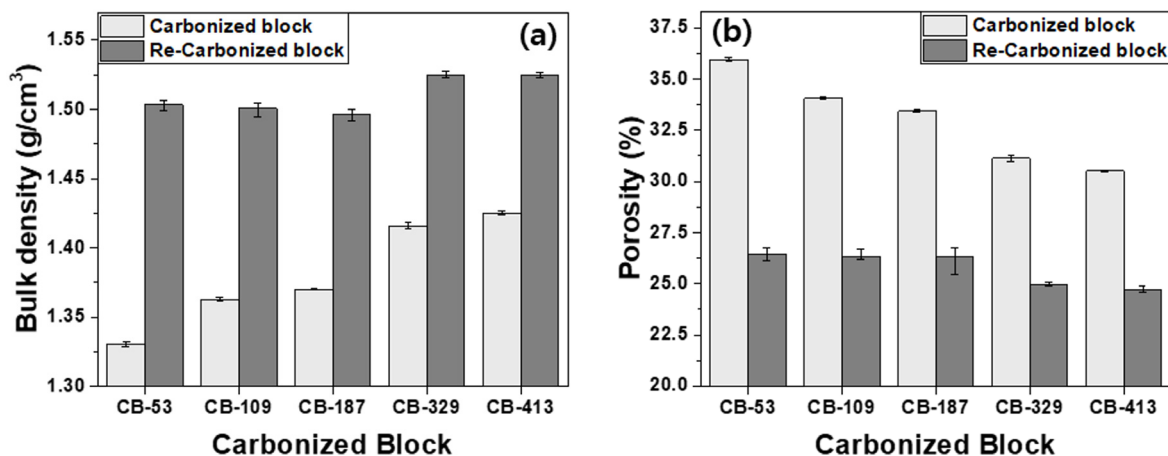 (a)
Carbonized block
Re-Carbonized block
Bulk density (g/cm³)
1.55
1.50
1.45
1.40
1.35
1.30
CB-53 CB-109 CB-187 CB-329 CB-413
Carbonized Block
(b)
Carbonized block
Re-Carbonized block
Porosity (%)
37.5
35.0
32.5
30.0
27.5
25.0
22.5
20.0
CB-53 CB-109 CB-187 CB-329 CB-413
Carbonized Block